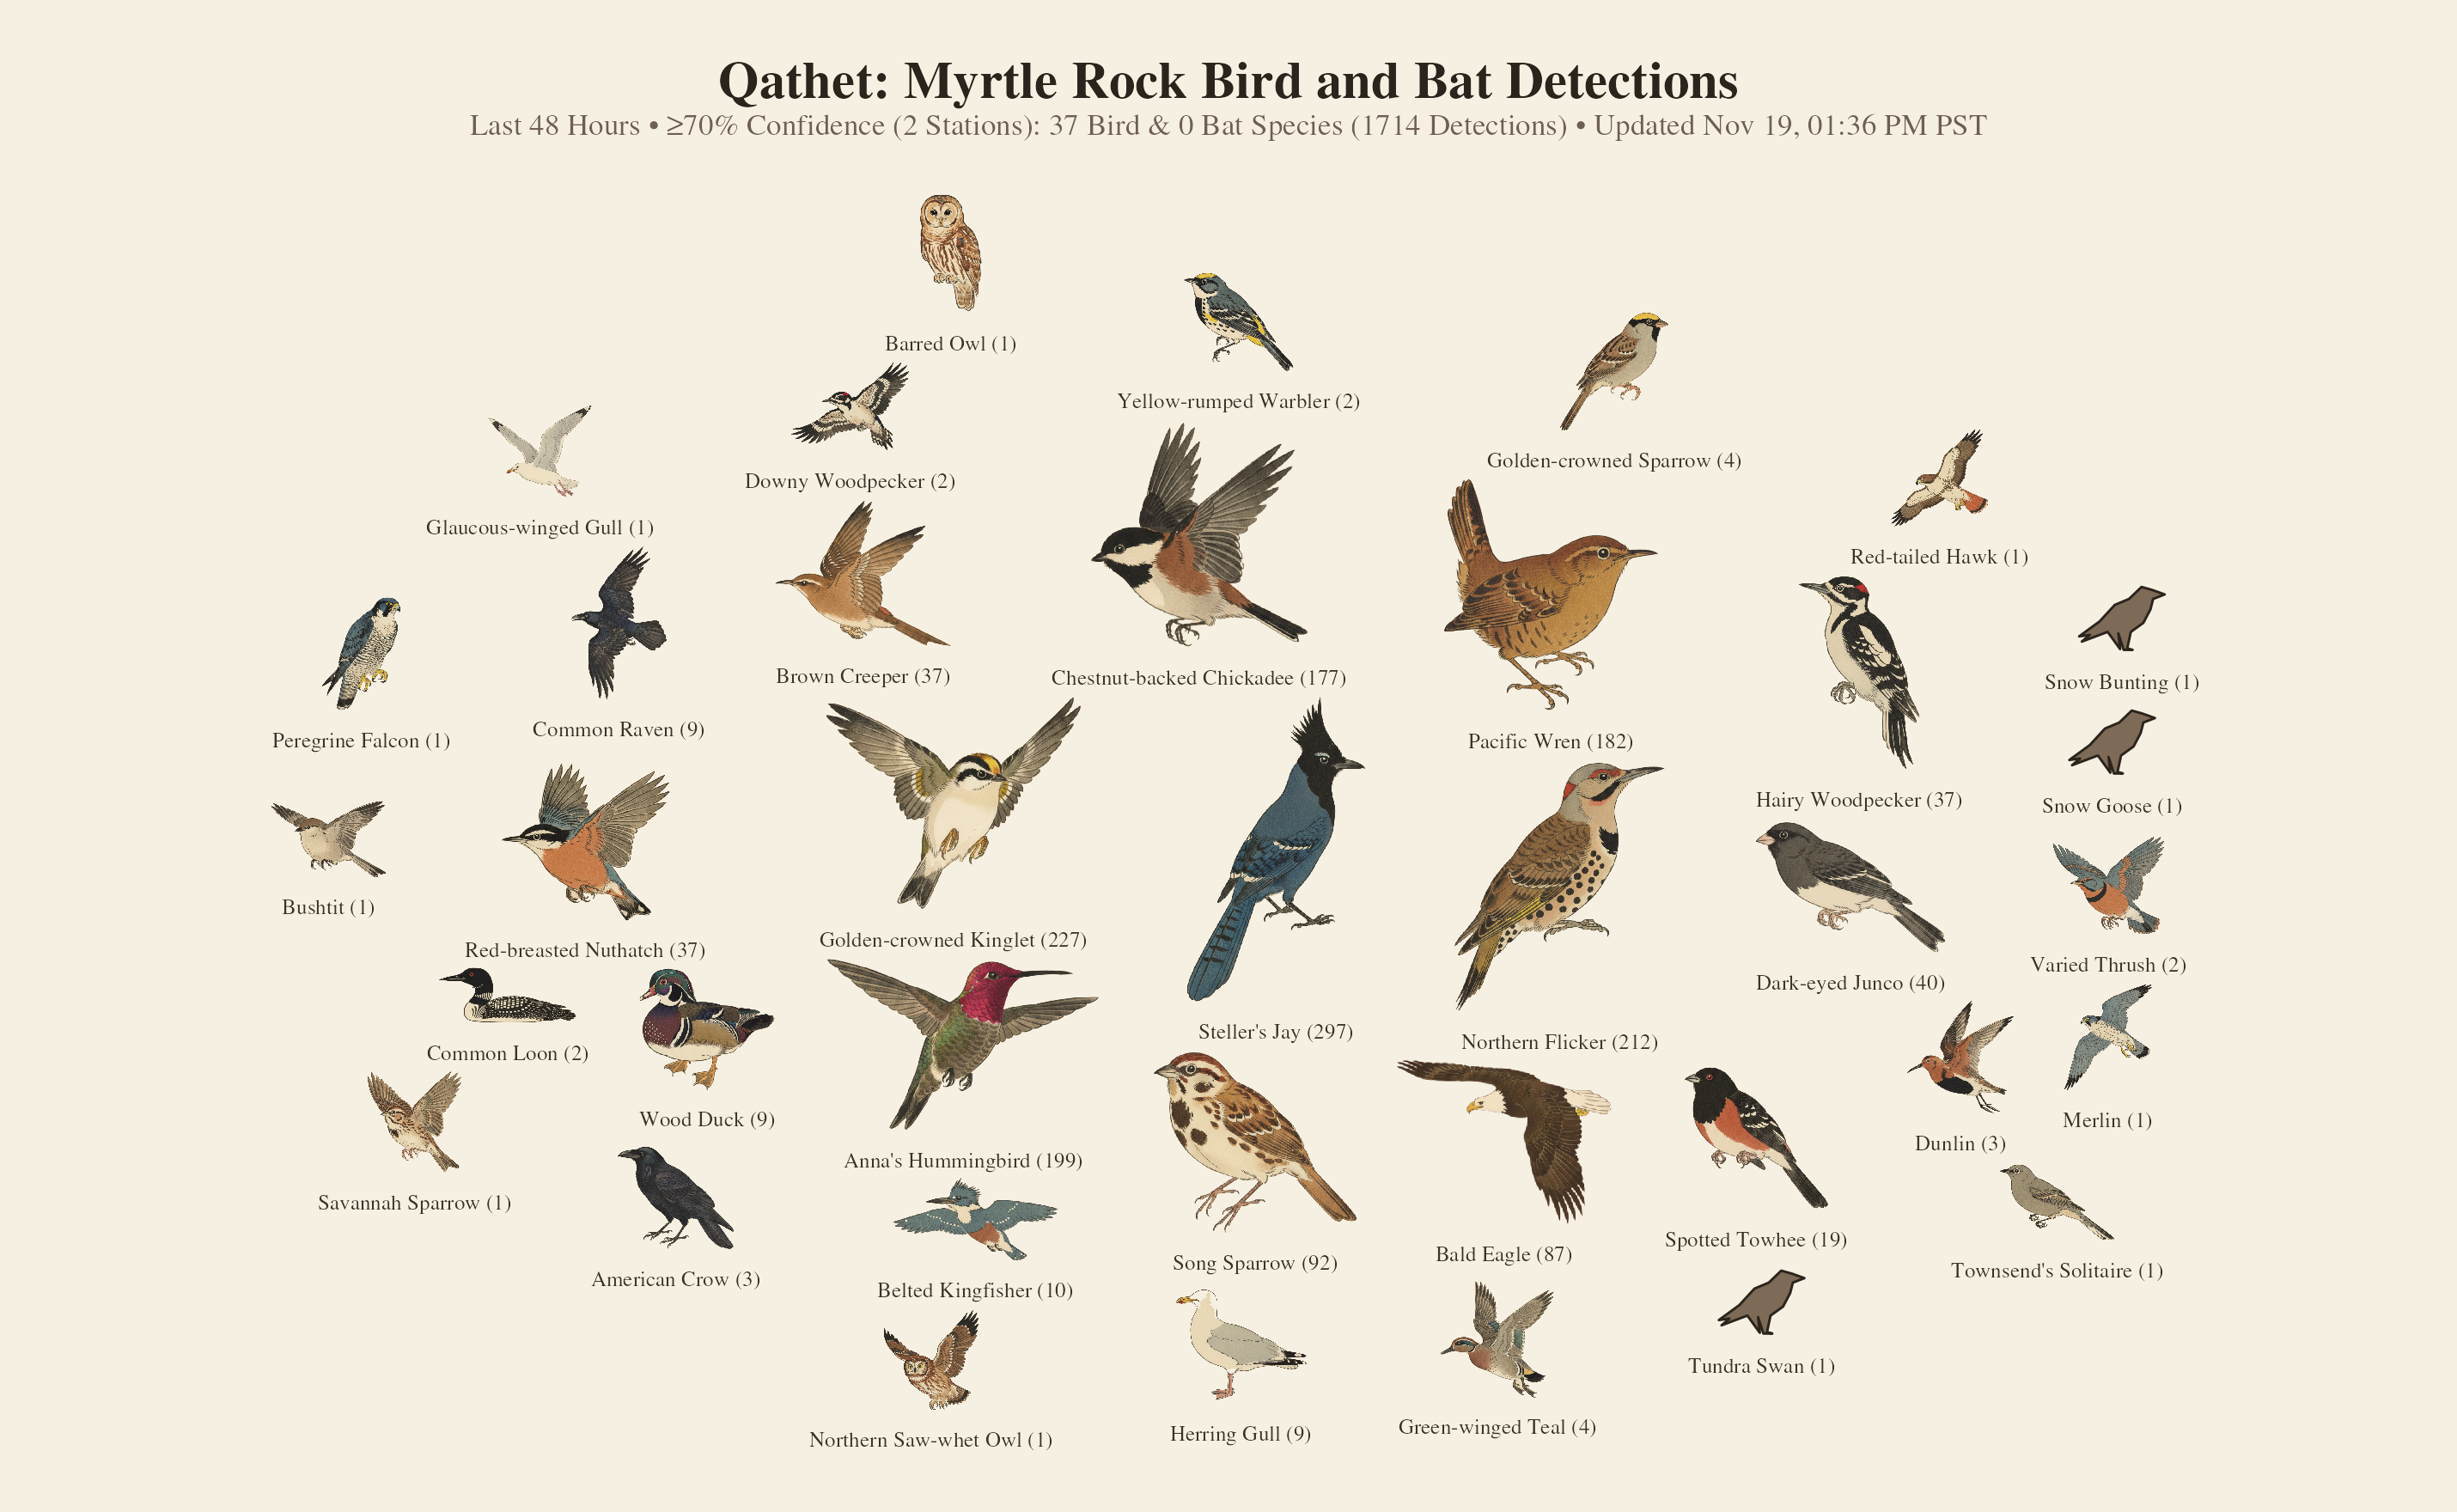 Qathet: Myrtle Rock Bird and Bat Detections
Last 48 Hours • ≥70% Confidence (2 Stations): 37 Bird & 0 Bat Species (1714 Detections) • Updated Nov 19, 01:36 PM PST
Barred Owl (1)
Yellow-rumped Warbler (2)
Golden-crowned Sparrow (4)
Downy Woodpecker (2)
Glaucous-winged Gull (1)
Red-tailed Hawk (1)
Brown Creeper (37)
Chestnut-backed Chickadee (177)
Snow Bunting (1)
Common Raven (9)
Peregrine Falcon (1)
Pacific Wren (182)
Hairy Woodpecker (37)
Snow Goose (1)
Bushtit (1)
Golden-crowned Kinglet (227)
Red-breasted Nuthatch (37)
Varied Thrush (2)
Dark-eyed Junco (40)
Steller's Jay (297)
Northern Flicker (212)
Common Loon (2)
Wood Duck (9)
Merlin (1)
Dunlin (3)
Anna's Hummingbird (199)
Savannah Sparrow (1)
Spotted Towhee (19)
Bald Eagle (87)
Song Sparrow (92)
Townsend's Solitaire (1)
American Crow (3)
Belted Kingfisher (10)
Tundra Swan (1)
Green-winged Teal (4)
Herring Gull (9)
Northern Saw-whet Owl (1)